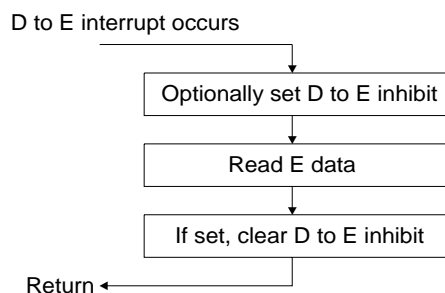 D to E interrupt occurs
Optionally set D to E inhibit
Read E data
If set, clear D to E inhibit
Return